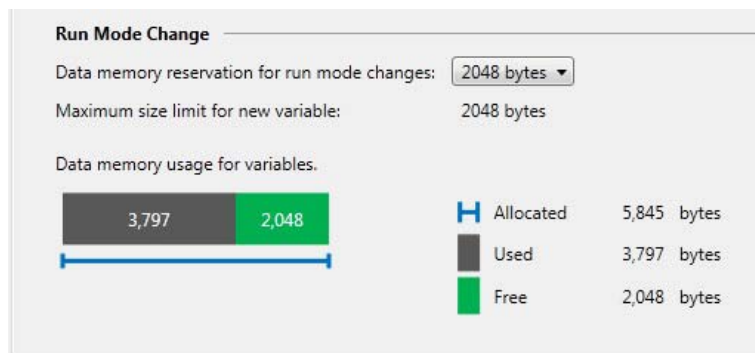 Run Mode Change
Data memory reservation for run mode changes: 2048 bytes
Maximum size limit for new variable: 2048 bytes
Data memory usage for variables.
3,797 2,048
Allocated 5,845 bytes
Used 3,797 bytes
Free 2,048 bytes